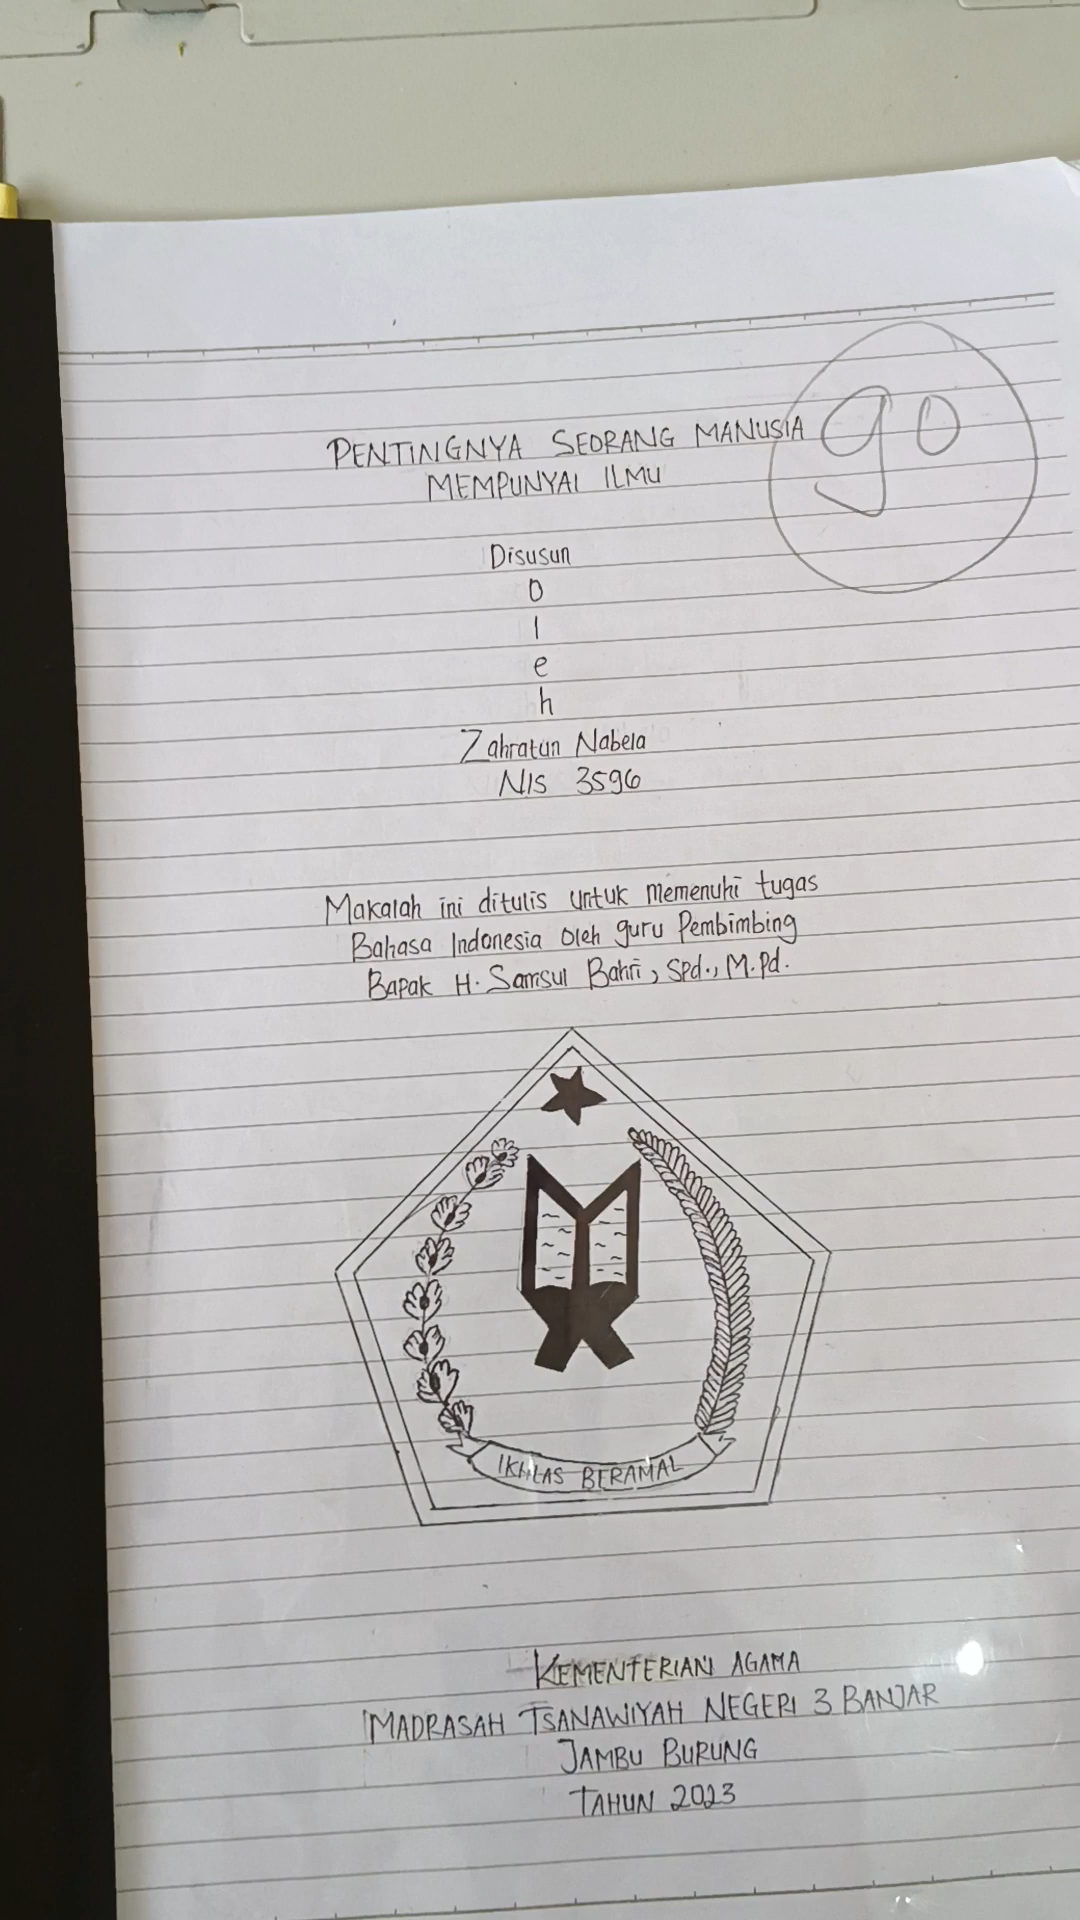 PENTINGNYA SEORANG MANUSIA
MEMPUNYAI ILMU
90
Disusun
O
l
e
h
Zahratun Nabela
NIS 3596
Makalah ini ditulis untuk memenuhi tugas
Bahasa Indonesia oleh guru Pembimbing
Bapak H. Samsul Bahri, Spd., M.Pd.
IKHLAS BERAMAL
KEMENTERIAN AGAMA
MADRASAH TSANAWIYAH NEGERI 3 BANJAR
JAMBU BURUNG
TAHUN 2023